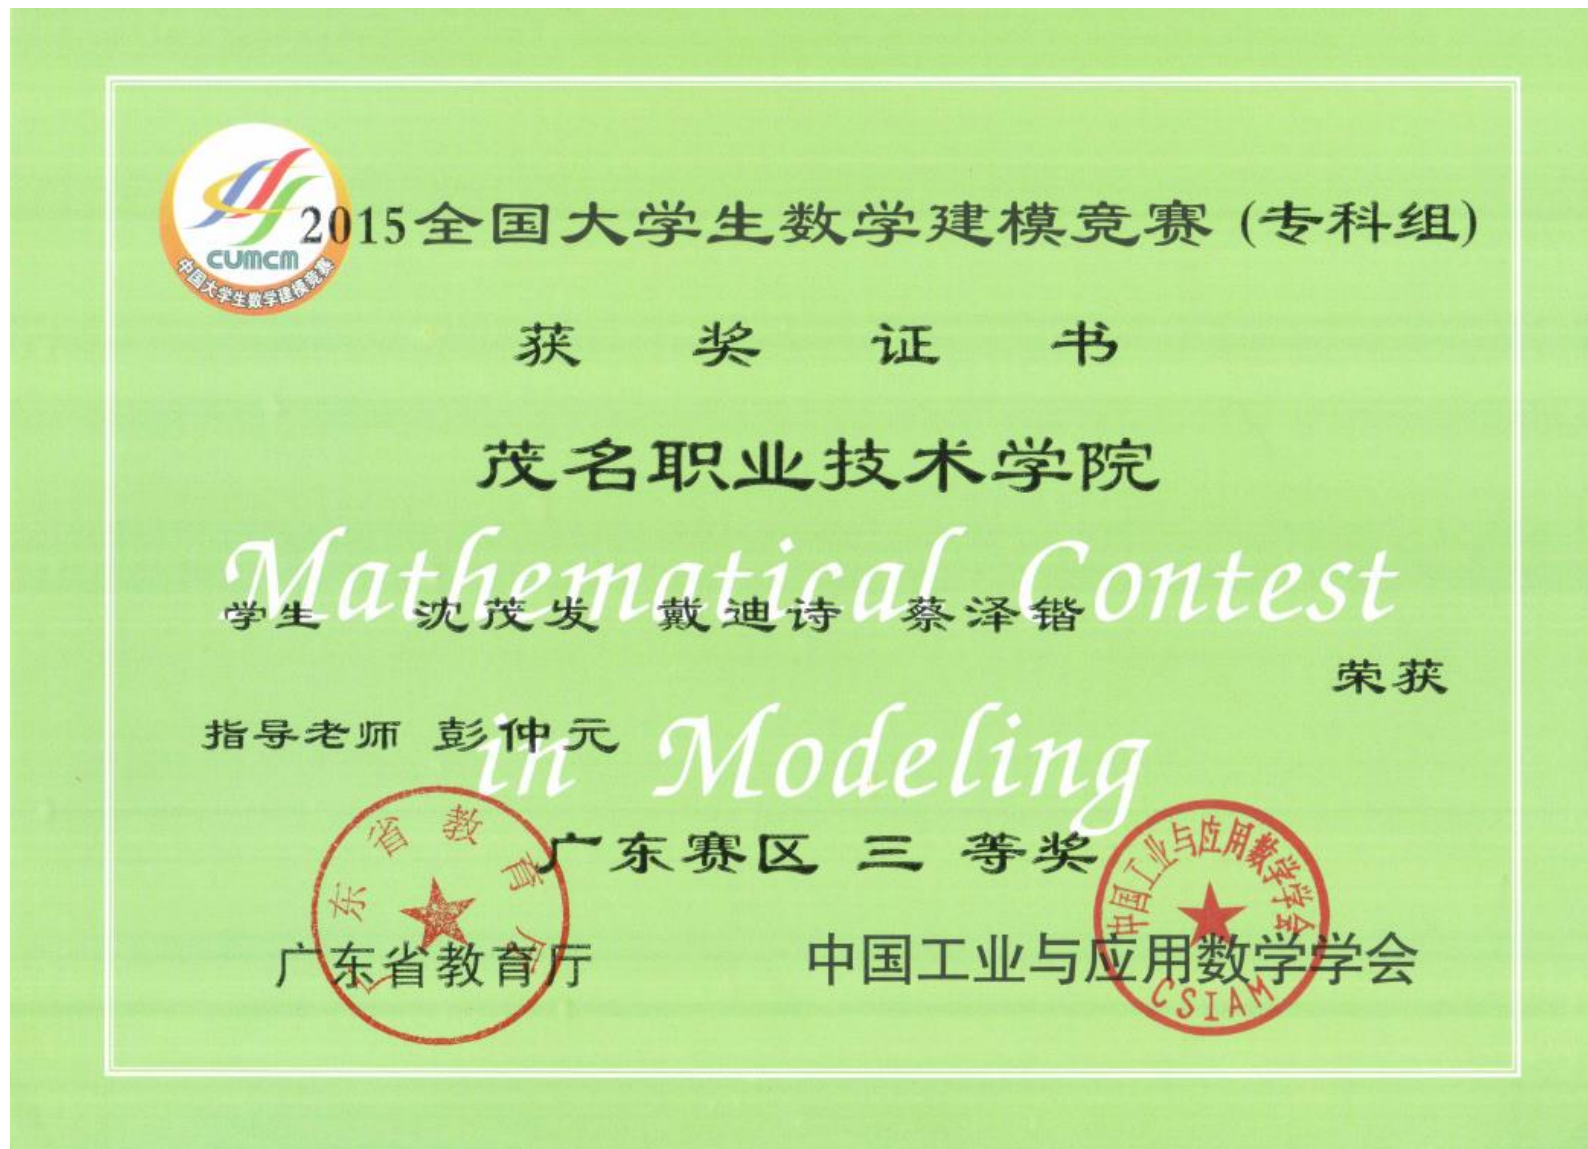 CUMCM
中国大学生数学建模竞赛
2015全国大学生数学建模竞赛 (专科组)
获 奖 证 书
茂名职业技术学院
Mathematical Contest
学生 沈茂发 戴迪诗 蔡泽锴
荣获
指导老师 彭仲元
in Modeling
广东赛区 三 等奖
广东省教育厅
广东省教育厅
中国工业与应用数学学会
CSIAM
中国工业与应用数学学会